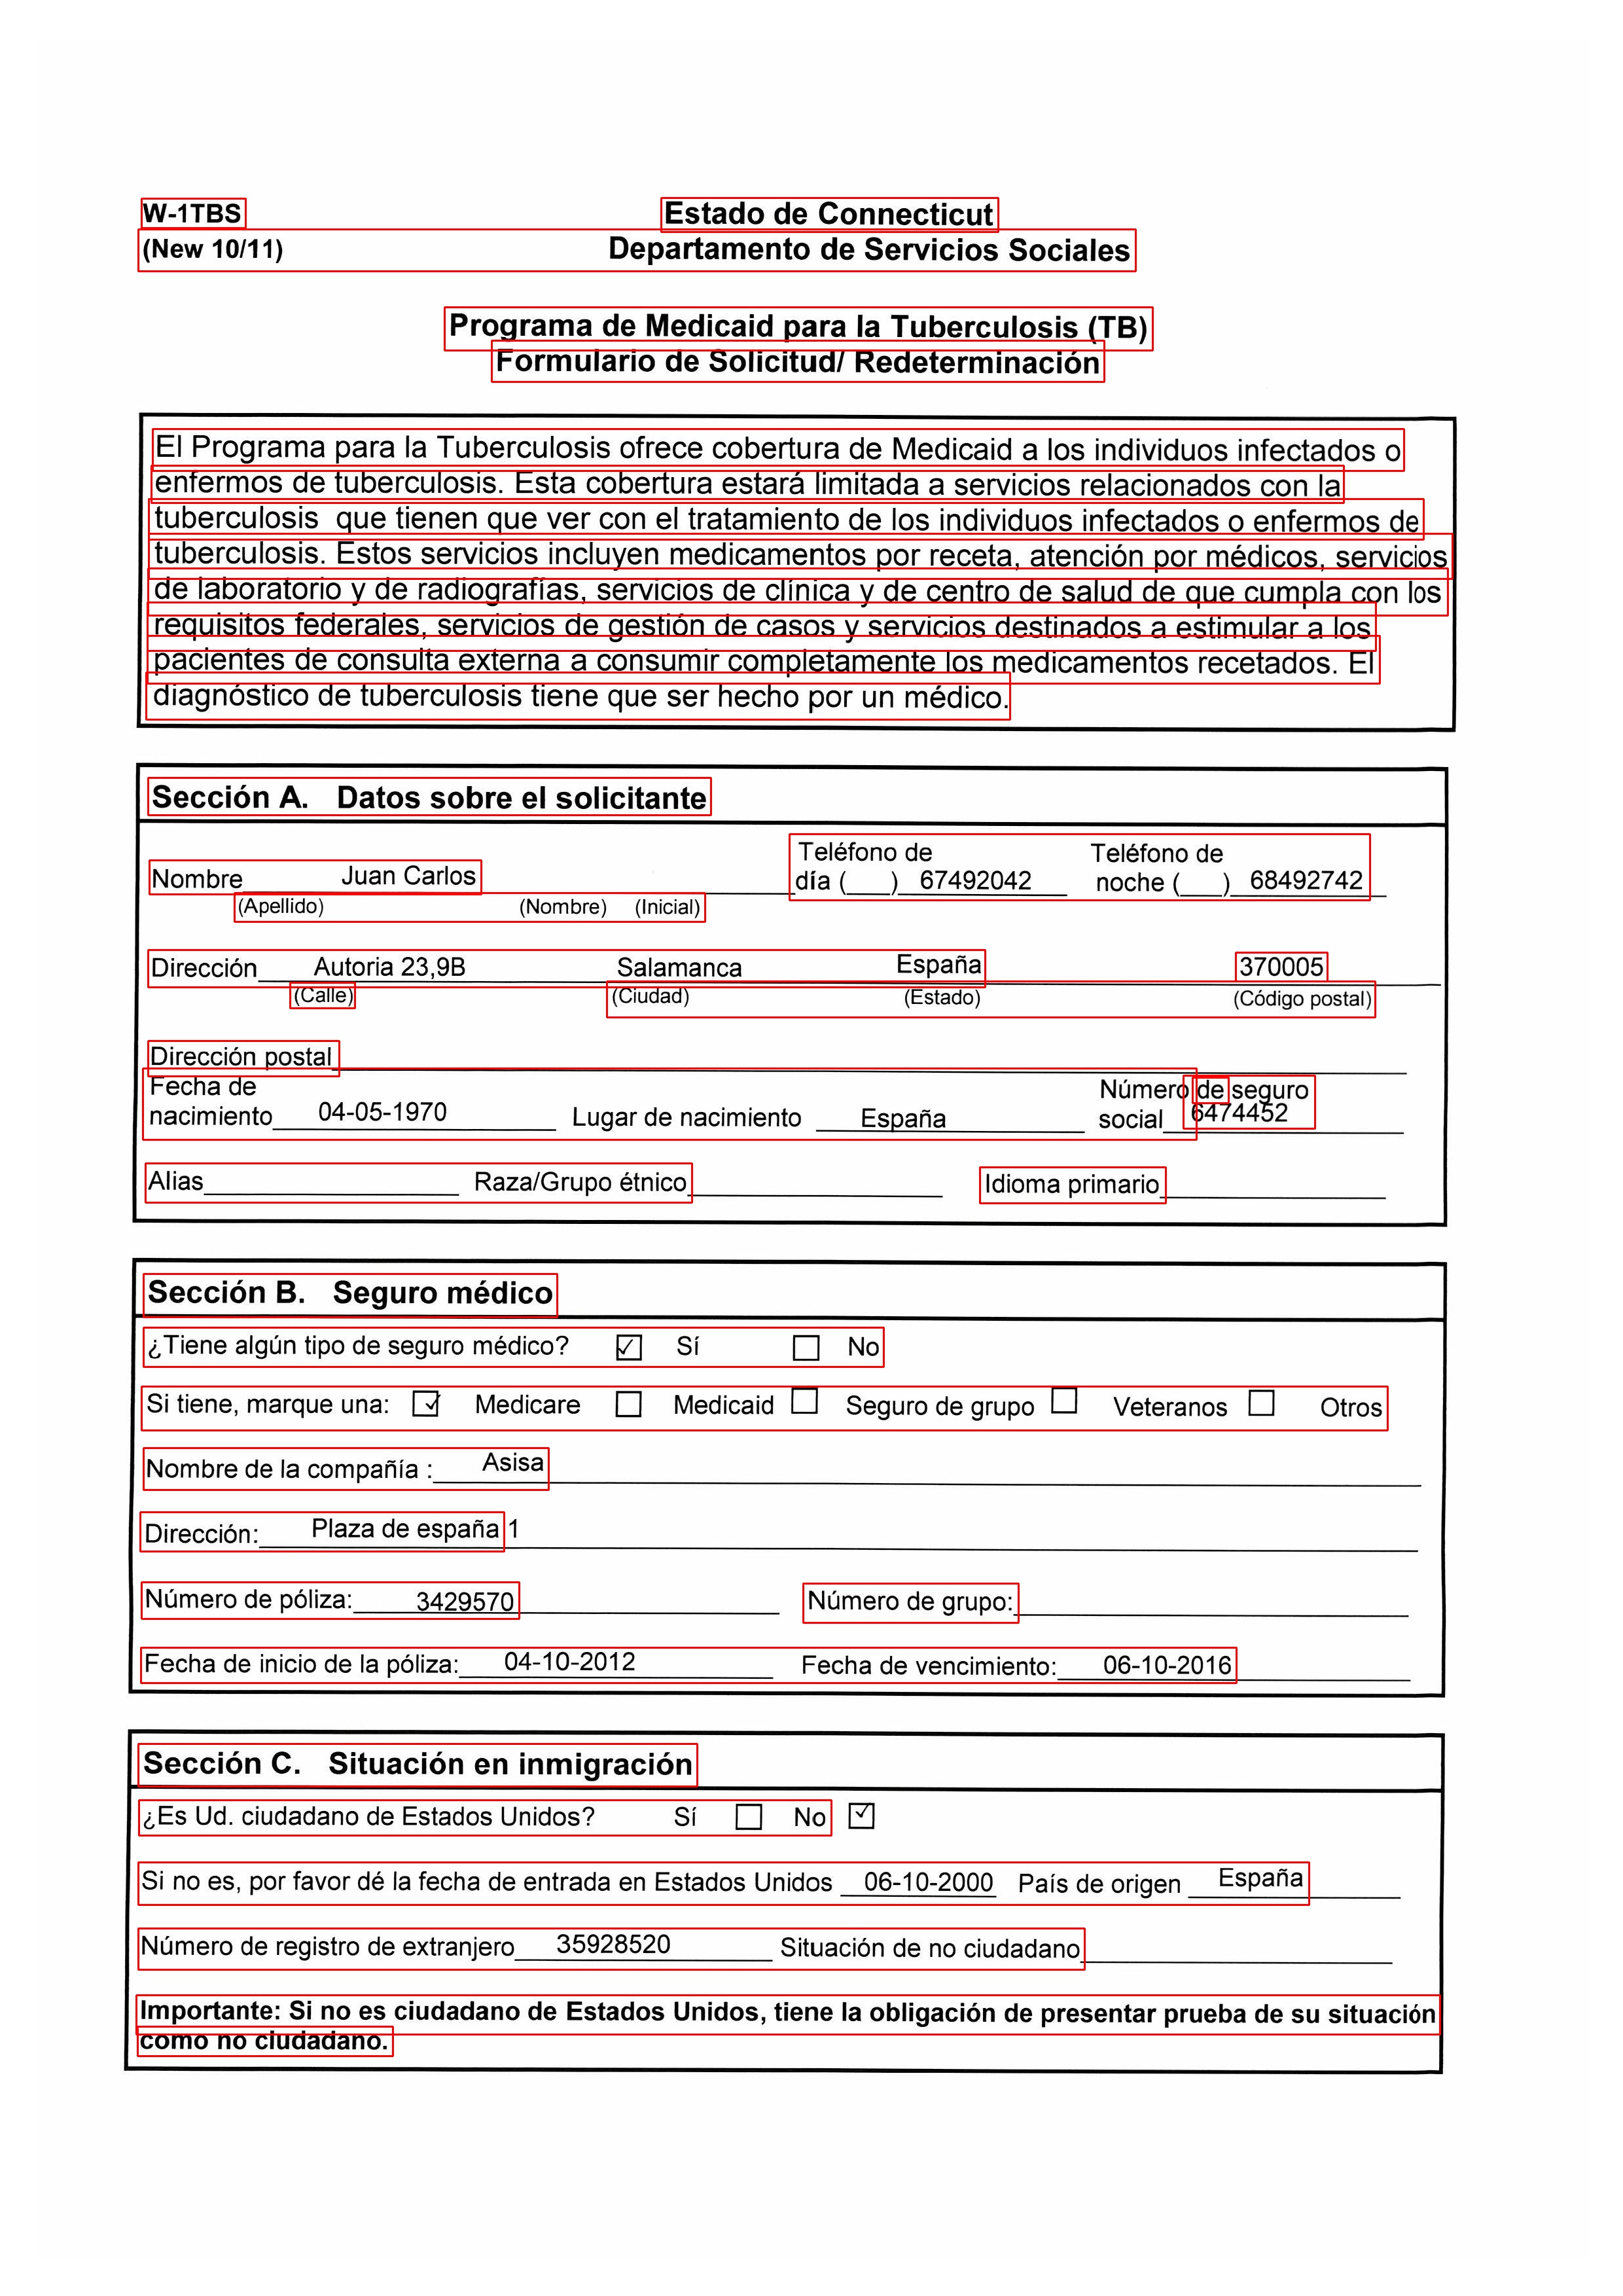 W-1TBS Estado de Connecticut
(New 10/11) Departamento de Servicios Sociales
Programa de Medicaid para la Tuberculosis (TB)
Formulario de Solicitud/ Redeterminación
El Programa para la Tuberculosis ofrece cobertura de Medicaid a los individuos infectados o
enfermos de tuberculosis. Esta cobertura estará limitada a servicios relacionados con la
tuberculosis que tienen que ver con el tratamiento de los individuos infectados o enfermos de
tuberculosis. Estos servicios incluyen medicamentos por receta, atención por médicos, servicios
de laboratorio y de radiografías, servicios de clínica y de centro de salud de que cumpla con los
requisitos federales, servicios de gestión de casos y servicios destinados a estimular a los
pacientes de consulta externa a consumir completamente los medicamentos recetados. El
diagnóstico de tuberculosis tiene que ser hecho por un médico.
Sección A. Datos sobre el solicitante
Teléfono de Teléfono de
Nombre Juan Carlos día (___) 67492042 noche (___) 68492742
(Apellido) (Nombre) (Inicial)
Dirección Autoria 23,9B Salamanca España 370005
(Calle) (Ciudad) (Estado) (Código postal)
Dirección postal
Fecha de Número de seguro
nacimiento 04-05-1970 Lugar de nacimiento España social 6474452
Alias Raza/Grupo étnico Idioma primario
Sección B. Seguro médico
¿Tiene algún tipo de seguro médico? ☑ Sí ☐ No
Si tiene, marque una: ☑ Medicare ☐ Medicaid ☐ Seguro de grupo ☐ Veteranos ☐ Otros
Nombre de la compañía : Asisa
Dirección: Plaza de españa 1
Número de póliza: 3429570 Número de grupo:
Fecha de inicio de la póliza: 04-10-2012 Fecha de vencimiento: 06-10-2016
Sección C. Situación en inmigración
¿Es Ud. ciudadano de Estados Unidos? Sí ☐ No ☑
Si no es, por favor dé la fecha de entrada en Estados Unidos 06-10-2000 País de origen España
Número de registro de extranjero 35928520 Situación de no ciudadano
Importante: Si no es ciudadano de Estados Unidos, tiene la obligación de presentar prueba de su situación
como no ciudadano.